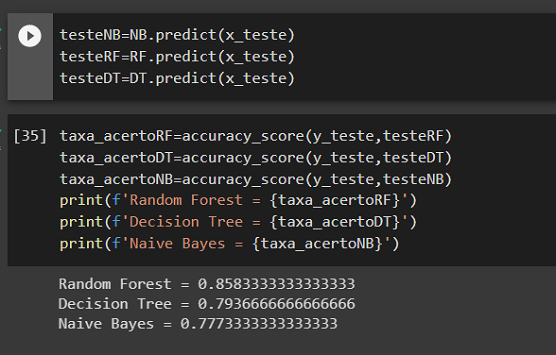 testeNB=NB.predict(x_teste)
testeRF=RF.predict(x_teste)
testeDT=DT.predict(x_teste)
[35] taxa_acertoRF=accuracy_score(y_teste,testeRF)
taxa_acertoDT=accuracy_score(y_teste,testeDT)
taxa_acertoNB=accuracy_score(y_teste,testeNB)
print(f'Random Forest = {taxa_acertoRF}')
print(f'Decision Tree = {taxa_acertoDT}')
print(f'Naive Bayes = {taxa_acertoNB}')
Random Forest = 0.8583333333333333
Decision Tree = 0.7936666666666666
Naive Bayes = 0.7773333333333333